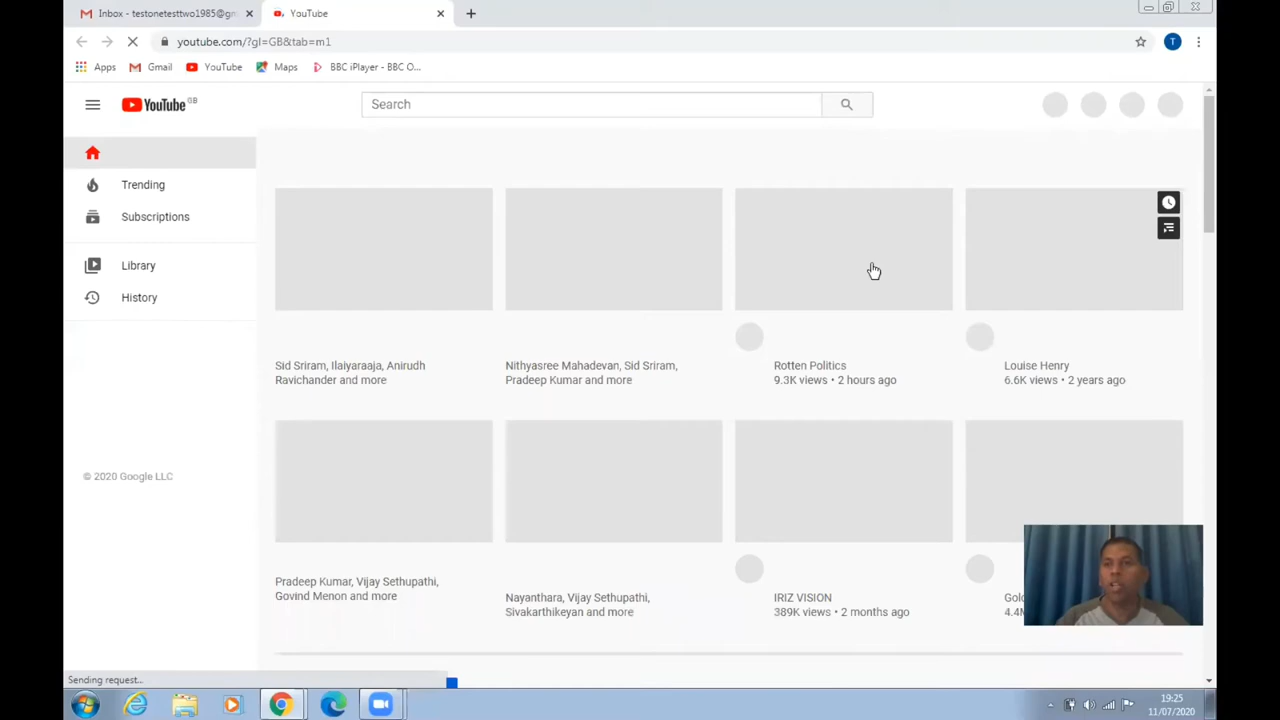 Inbox - testonetesttwo1985@gm
YouTube
youtube.com/?gl=GB&tab=m1
Apps
Gmail
YouTube
Maps
BBC iPlayer - BBC O...
YouTube GB
Search
Trending
Subscriptions
Library
History
© 2020 Google LLC
Sid Sriram, Ilaiyaraaja, Anirudh
Ravichander and more
Nithyasree Mahadevan, Sid Sriram,
Pradeep Kumar and more
Rotten Politics
9.3K views • 2 hours ago
Louise Henry
6.6K views • 2 years ago
Pradeep Kumar, Vijay Sethupathi,
Govind Menon and more
Nayanthara, Vijay Sethupathi,
Sivakarthikeyan and more
IRIZ VISION
389K views • 2 months ago
Gol
4.4M
Sending request...
T
19:25
11/07/2020